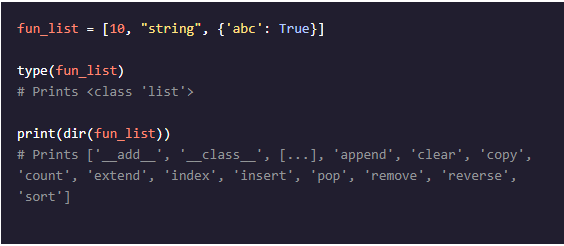 fun_list = [10, "string", {'abc': True}]
type(fun_list)
# Prints <class 'list'>
print(dir(fun_list))
# Prints ['__add__', '__class__', [...], 'append', 'clear', 'copy',
'count', 'extend', 'index', 'insert', 'pop', 'remove', 'reverse',
'sort']